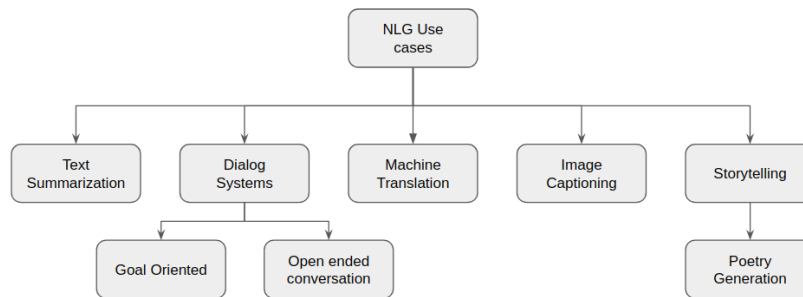 NLG Use
cases
Text
Summarization
Dialog
Systems
Machine
Translation
Image
Captioning
Storytelling
Goal Oriented
Open ended
conversation
Poetry
Generation